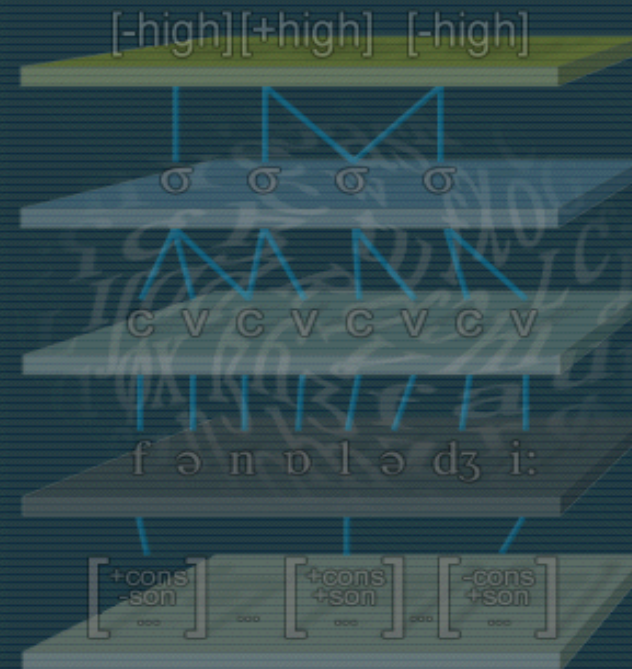 [-high][+high] [-high]
σ σ σ σ
C V C V C V C V
f ə n ɒ l ə dʒ iː
[+cons [+cons [-cons
-son] ... +son] ... +son]
... ... ...